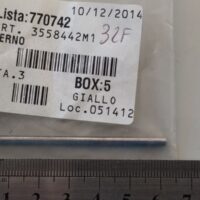 Lista:770742 10/12/2014
RT. 3558442M1 32F
ERNO
TA.3
BOX:5
GIALLO
Loc.051412